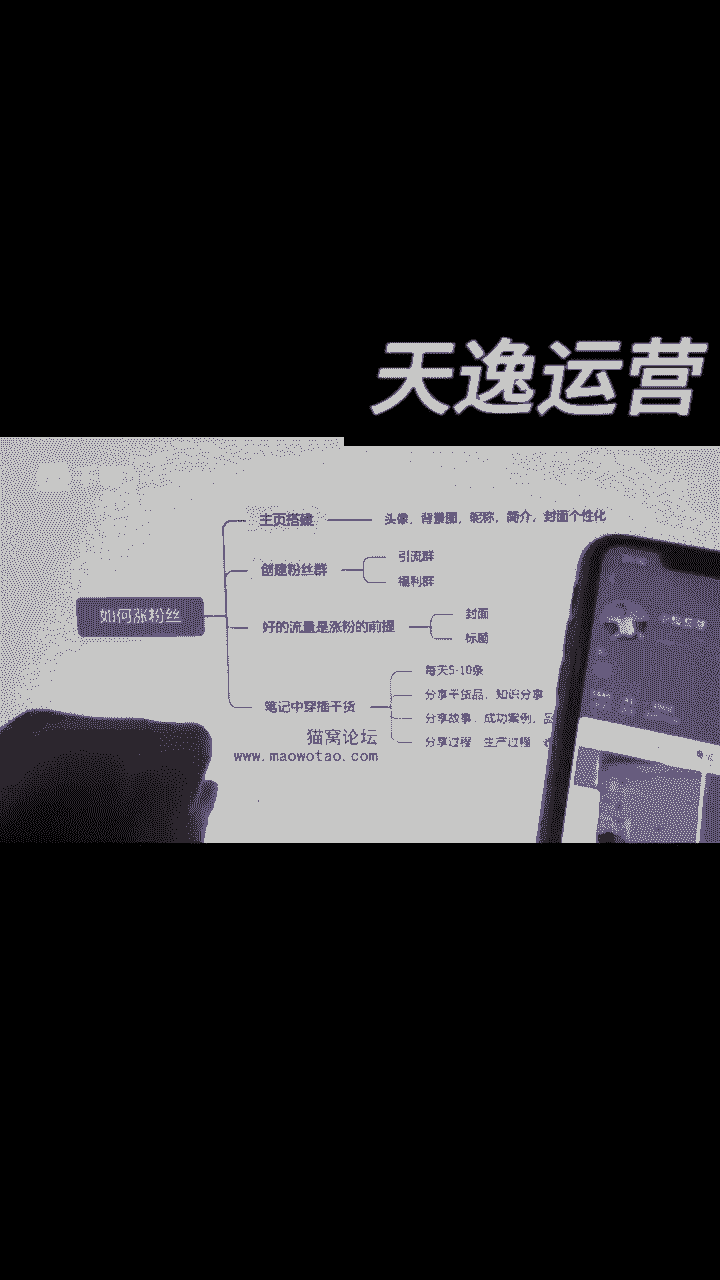 天逸运营
主页搭建
头像、背景图、昵称、简介、封面个性化
创建粉丝群
引流群
福利群
如何涨粉丝
好的流量是涨粉的前提
封面
标题
笔记中穿插干货
每天5-10条
分享干货品、知识分享
分享故事、成功案例、品
分享过程 生产过程
猫窝论坛
www.maowotao.com